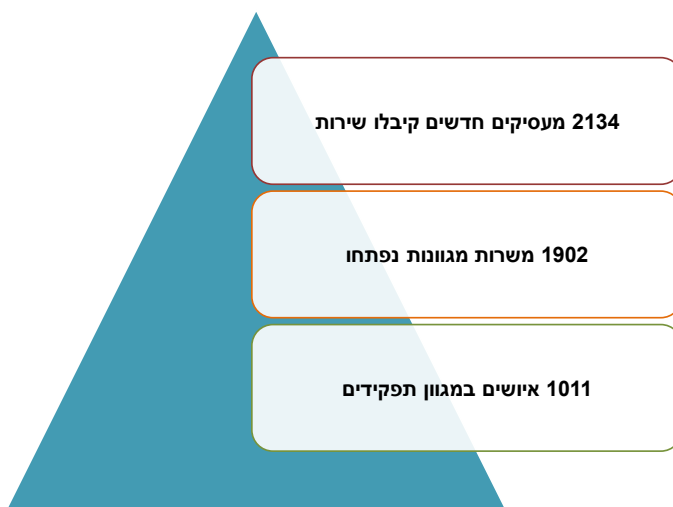 2134 מעסיקים חדשים קיבלו שירות
1902 משרות מגוונות נפתחו
1011 איושים במגוון תפקידים